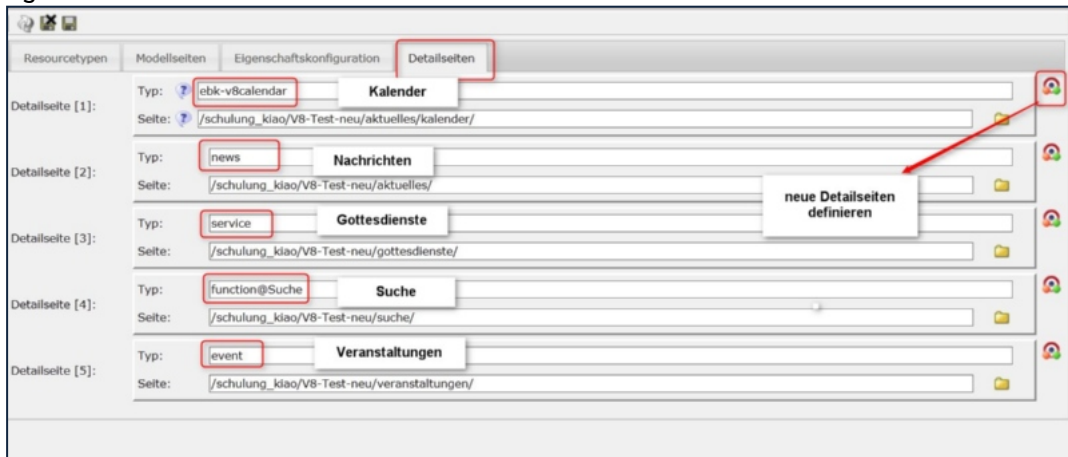 Resourcetypen Modellseiten Eigenschaftskonfiguration Detailseiten
Detailseite [1]:
Typ: ? ebk-v8calendar Kalender
Seite: ? /schulung_kiao/V8-Test-neu/aktuelles/kalender/
Detailseite [2]:
Typ: news Nachrichten
Seite: /schulung_kiao/V8-Test-neu/aktuelles/
neue Detailseiten
definieren
Detailseite [3]:
Typ: service Gottesdienste
Seite: /schulung_kiao/V8-Test-neu/gottesdienste/
Detailseite [4]:
Typ: function@Suche Suche
Seite: /schulung_kiao/V8-Test-neu/suche/
Detailseite [5]:
Typ: event Veranstaltungen
Seite: /schulung_kiao/V8-Test-neu/veranstaltungen/